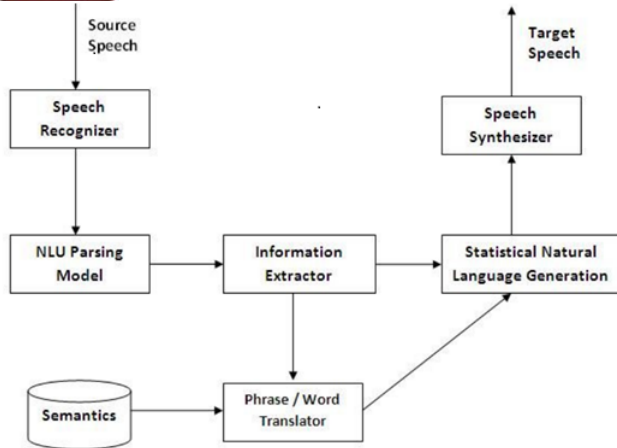 Source
Speech
Target
Speech
Speech
Recognizer
Speech
Synthesizer
NLU Parsing
Model
Information
Extractor
Statistical Natural
Language Generation
Semantics
Phrase / Word
Translator